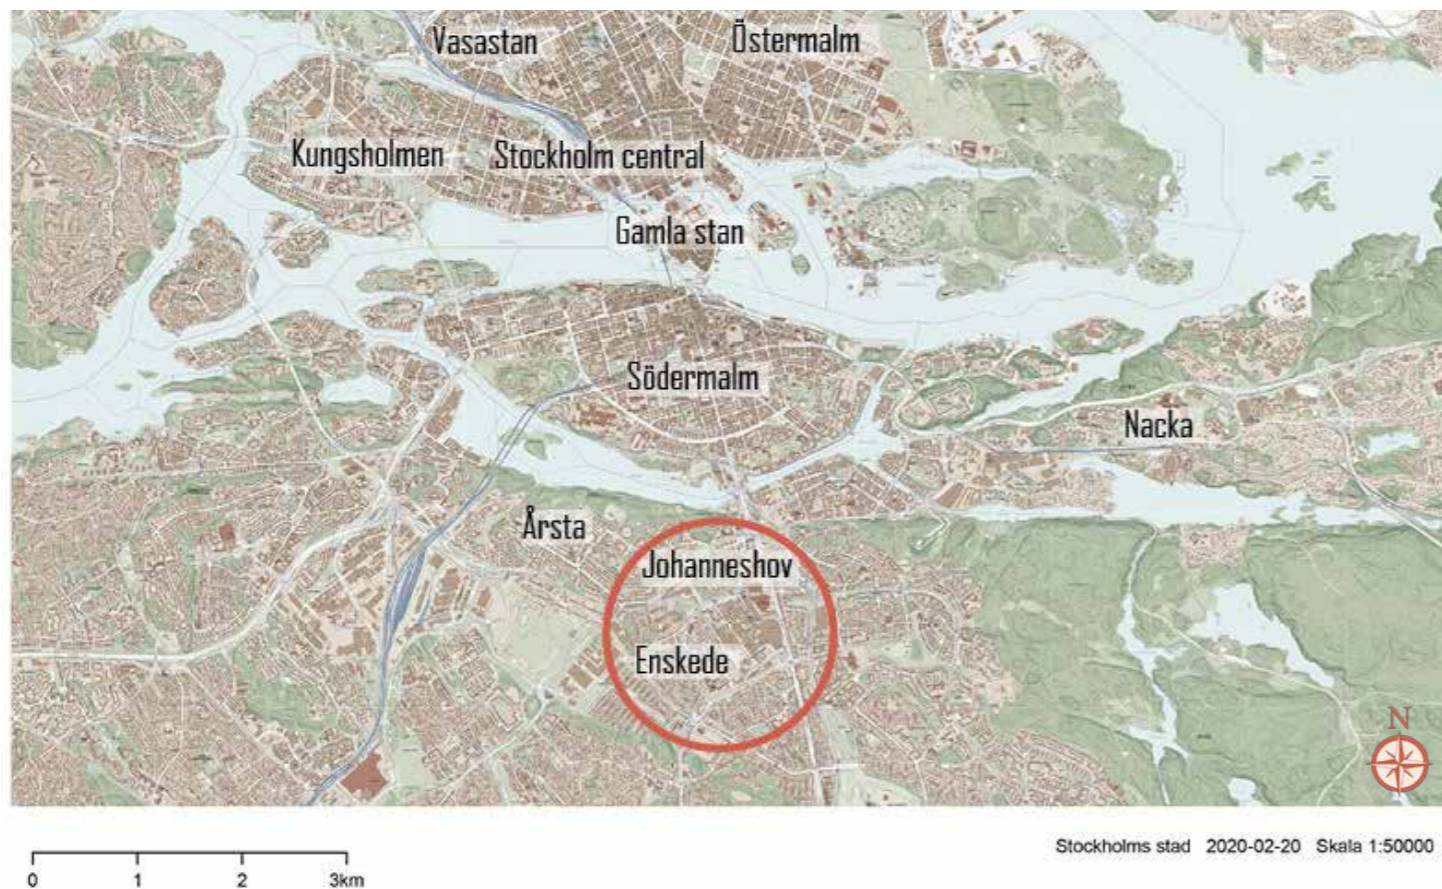 Vasastan
Östermalm
Kungsholmen
Stockholm central
Gamla stan
Södermalm
Nacka
Årsta
Johanneshov
Enskede
N
Stockholms stad 2020-02-20 Skala 1:50000
0 1 2 3km